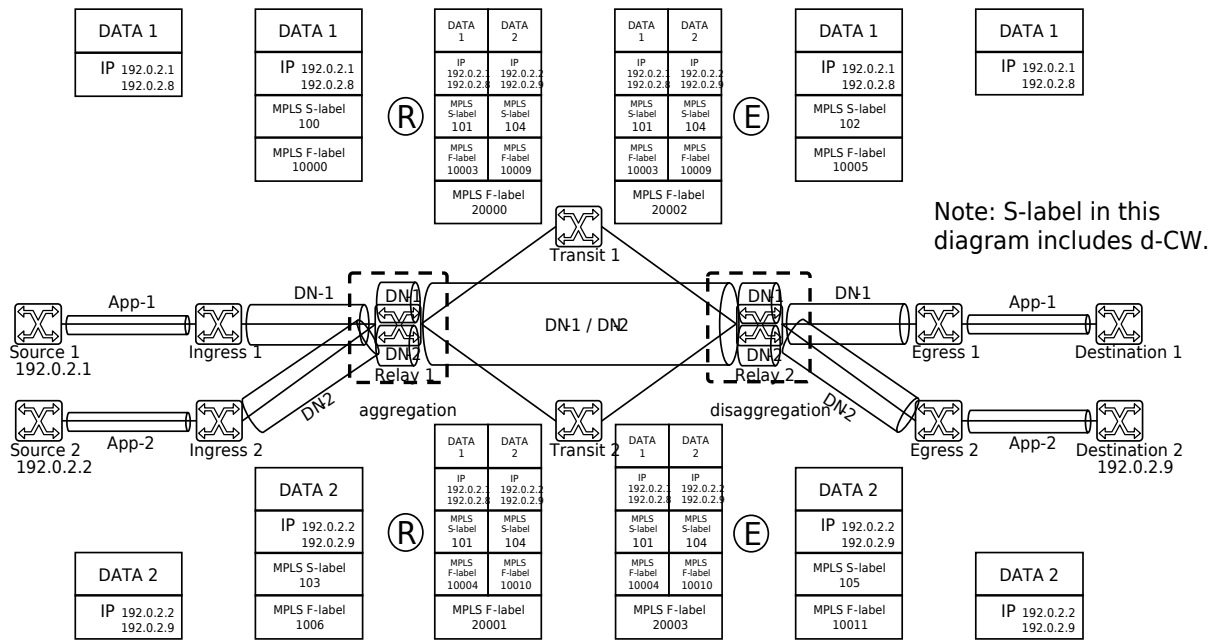 DATA 1
IP 192.0.2.1
192.0.2.8
DATA 1
IP 192.0.2.1
192.0.2.8
MPLS S-label
100
MPLS F-label
10000
R
DATA
1
DATA
2
IP
192.0.2.1
192.0.2.8
IP
192.0.2.2
192.0.2.9
MPLS
S-label
101
MPLS
S-label
104
MPLS
F-label
10003
MPLS
F-label
10009
MPLS F-label
20000
DATA
1
DATA
2
IP
192.0.2.1
192.0.2.8
IP
192.0.2.2
192.0.2.9
MPLS
S-label
101
MPLS
S-label
104
MPLS
F-label
10003
MPLS
F-label
10009
MPLS F-label
20002
E
DATA 1
IP 192.0.2.1
192.0.2.8
MPLS S-label
102
MPLS F-label
10005
DATA 1
IP 192.0.2.1
192.0.2.8
Note: S-label in this
diagram includes d-CW.
Transit 1
App-1
DN-1
DN-1
DN-1 / DN-2
DN-1
DN-1
App-1
Source 1
192.0.2.1
Ingress 1
DN-2
Relay 1
DN-2
Relay 2
Egress 1
Destination 1
DN-2
aggregation
disaggregation
DN-2
App-2
Transit 2
App-2
Source 2
192.0.2.2
Ingress 2
Egress 2
Destination 2
192.0.2.9
DATA 2
IP 192.0.2.2
192.0.2.9
DATA 2
IP 192.0.2.2
192.0.2.9
MPLS S-label
103
MPLS F-label
1006
R
DATA
1
DATA
2
IP
192.0.2.1
192.0.2.8
IP
192.0.2.2
192.0.2.9
MPLS
S-label
101
MPLS
S-label
104
MPLS
F-label
10004
MPLS
F-label
10010
MPLS F-label
20001
DATA
1
DATA
2
IP
192.0.2.1
192.0.2.8
IP
192.0.2.2
192.0.2.9
MPLS
S-label
101
MPLS
S-label
104
MPLS
F-label
10004
MPLS
F-label
10010
MPLS F-label
20003
E
DATA 2
IP 192.0.2.2
192.0.2.9
MPLS S-label
105
MPLS F-label
10011
DATA 2
IP 192.0.2.2
192.0.2.9